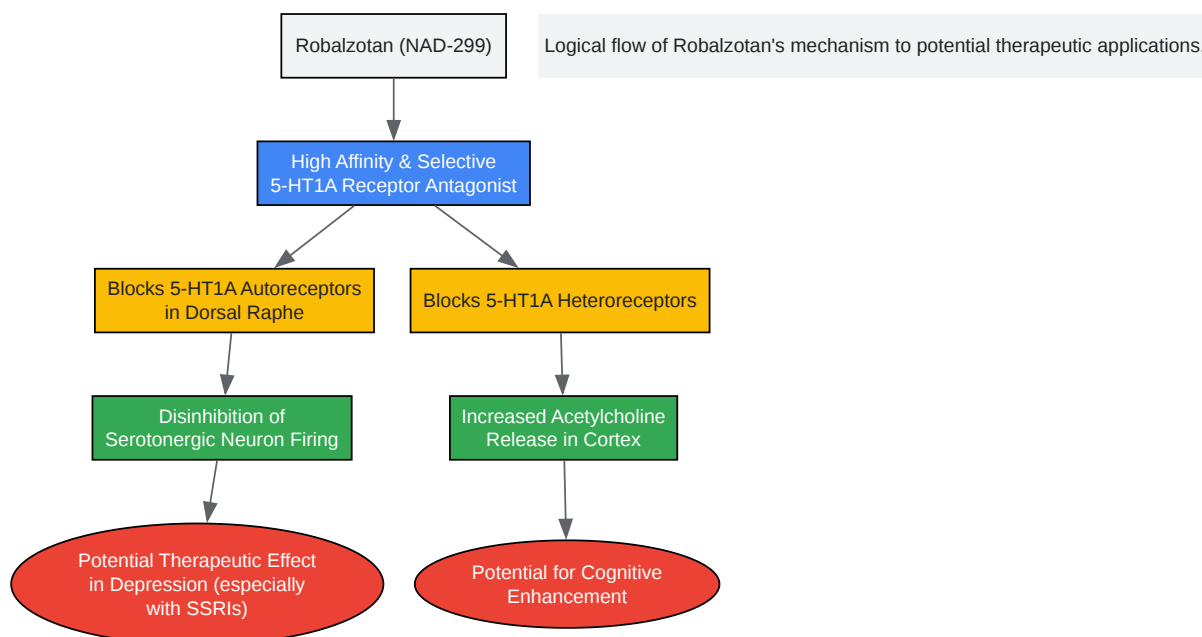 Robalzotan (NAD-299)
Logical flow of Robalzotan's mechanism to potential therapeutic applications.
High Affinity & Selective
5-HT1A Receptor Antagonist
Blocks 5-HT1A Autoreceptors
in Dorsal Raphe
Blocks 5-HT1A Heteroreceptors
Disinhibition of
Serotonergic Neuron Firing
Increased Acetylcholine
Release in Cortex
Potential Therapeutic Effect
in Depression (especially
with SSRIs)
Potential for Cognitive
Enhancement